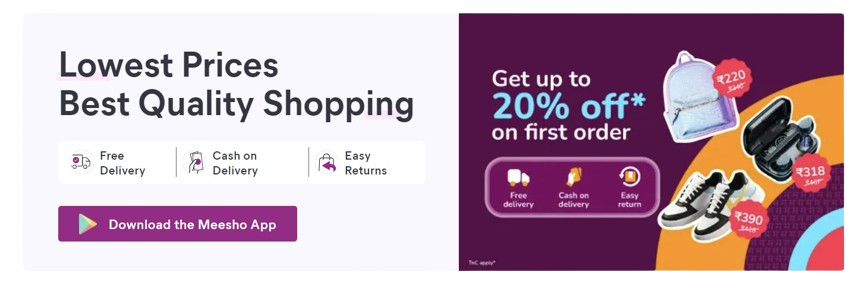 Lowest Prices
Best Quality Shopping
Free
Delivery
Cash on
Delivery
Easy
Returns
Download the Meesho App
Get up to
20% off*
on first order
Free
delivery
Cash on
delivery
Easy
return
₹220
₹318
₹390
TnC apply*